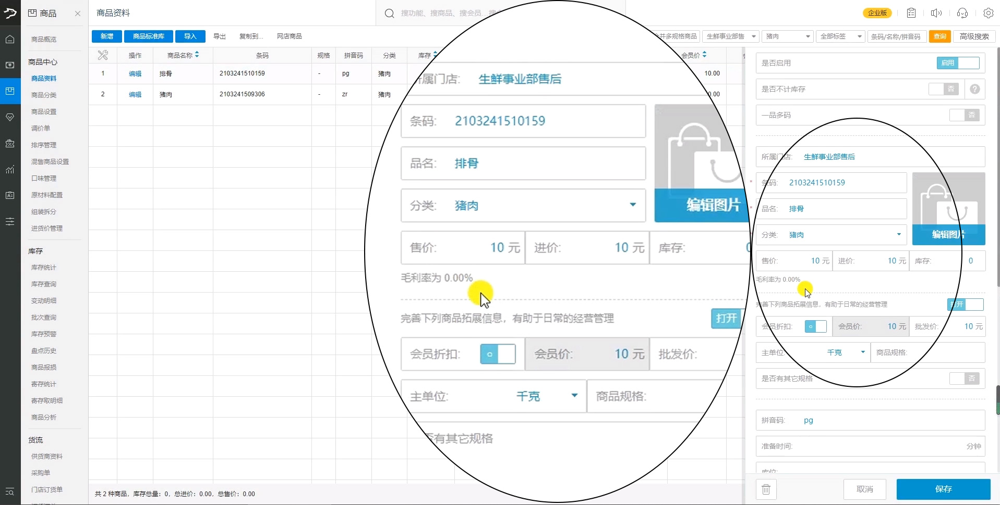 商品
商品资料
搜功能、搜商品、搜会员
企业版
新增
商品标准库
导入
导出
复制到...
网店商品
并多规格商品
生鲜事业部售
猪肉
全部标签
条码/名称/拼音码
查询
高级搜索
商品概览
商品中心
商品资料
商品分类
商品设置
调价单
排序管理
混售商品设置
口味管理
原材料配置
组装拆分
进货价管理
库存
库存统计
库存查询
变动明细
批次查询
库存预警
盘点历史
商品报损
寄存统计
寄存取明细
商品分析
货流
供货商资料
采购单
门店订货单
操作 商品名称 条码 规格 拼音码 分类 库存 会员价
1 编辑 排骨 2103241510159 - pg 猪肉 10.00
2 编辑 猪肉 2103241509306 - zr 猪肉 0.00
共 2 种商品，库存总量：0，总进价：0.00，总售价：0.00
所属门店: 生鲜事业部售后
条码: 2103241510159
品名: 排骨
分类: 猪肉
编辑图片
售价: 10 元 进价: 10 元 库存: 0
毛利率为 0.00%
完善下列商品拓展信息，有助于日常的经营管理 打开
会员折扣: 会员价: 10 元 批发价:
主单位: 千克 商品规格:
否有其它规格
是否启用 启用
是否不计库存 否 ?
一品多码 否
所属门店: 生鲜事业部售后
* 条码: 2103241510159
* 品名: 排骨
分类: 猪肉
编辑图片
售价: 10 元 进价: 10 元 库存: 0
毛利率为 0.00%
完善下列商品拓展信息，有助于日常的经营管理 打开
会员折扣: 会员价: 10 元 批发价: 10 元
主单位: 千克 商品规格:
是否有其它规格 否
拼音码: pg
准备时间: 分钟
取消
保存